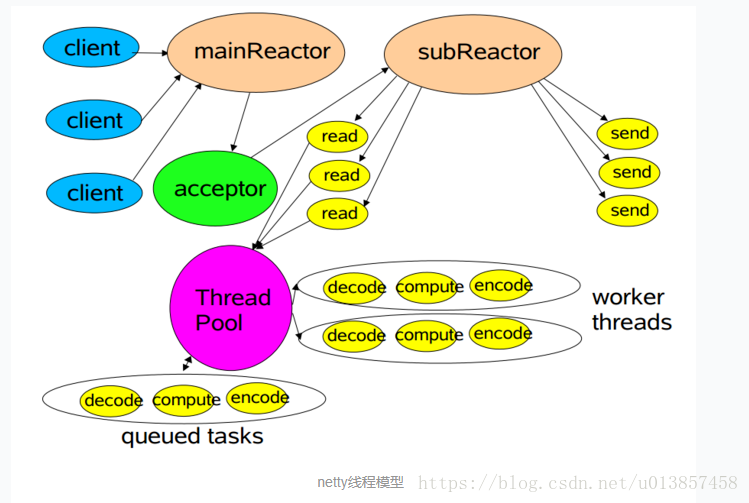 client
mainReactor
subReactor
client
read
send
acceptor
read
send
client
read
send
Thread
Pool
decode
compute
encode
worker
threads
decode
compute
encode
decode
compute
encode
queued tasks
netty线程模型
https://blog.csdn.net/u013857458